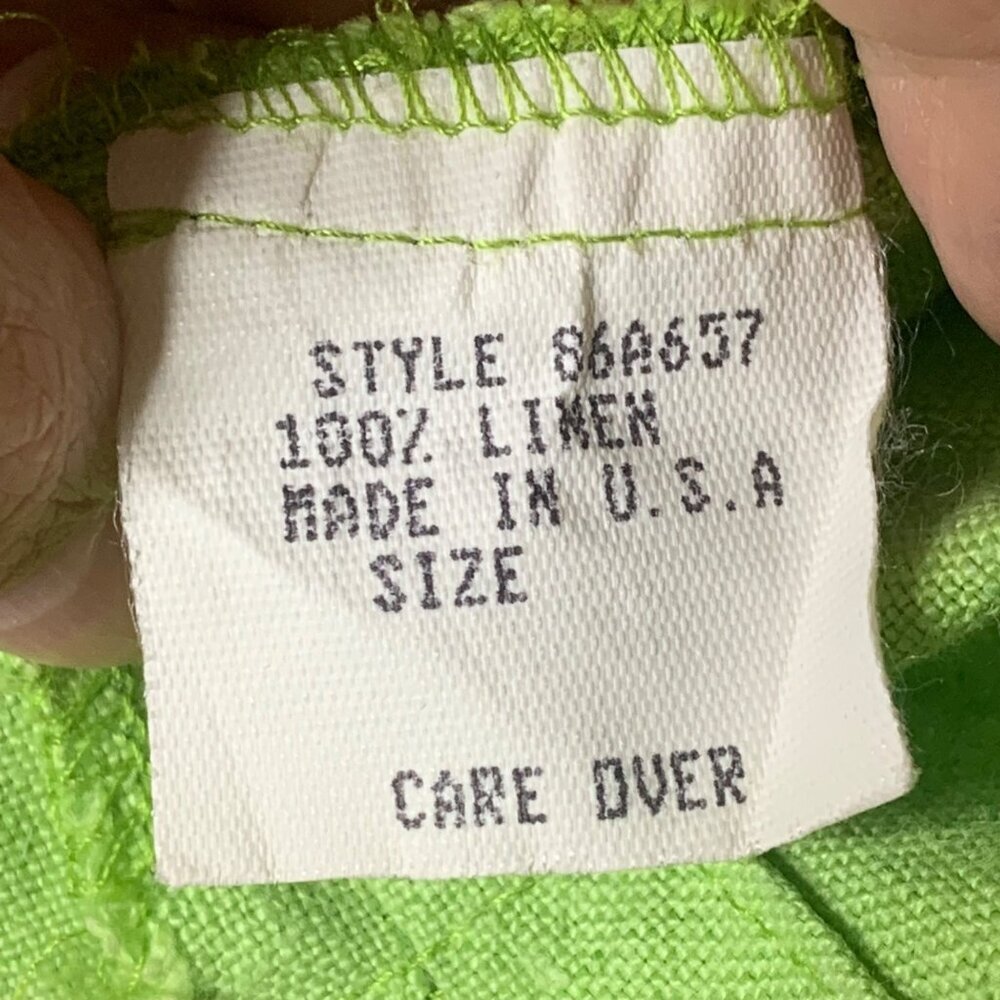 STYLE 86A657
100% LINEN
MADE IN U.S.A
SIZE
CARE OVER